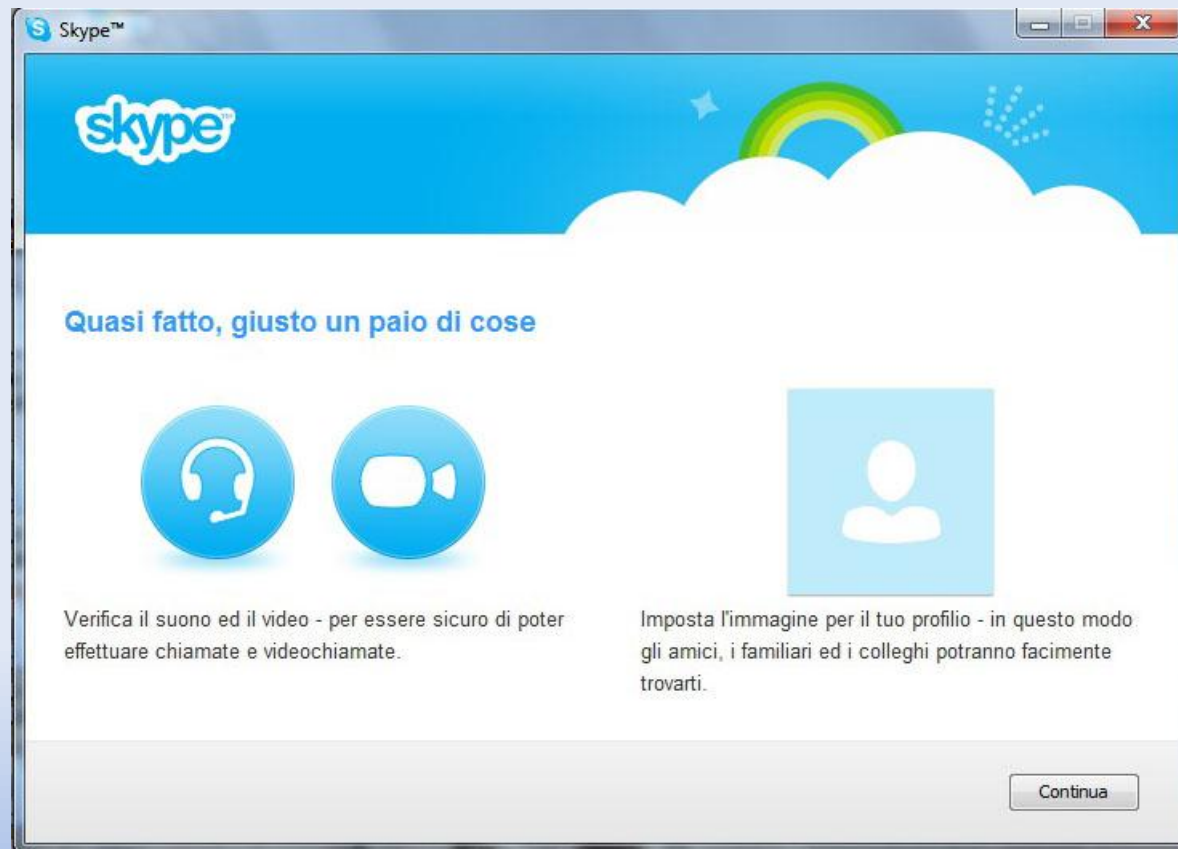 Skype™
skype™
Quasi fatto, giusto un paio di cose
Verifica il suono ed il video - per essere sicuro di poter
effettuare chiamate e videochiamate.
Imposta l'immagine per il tuo profilio - in questo modo
gli amici, i familiari ed i colleghi potranno facimente
trovarti.
Continua